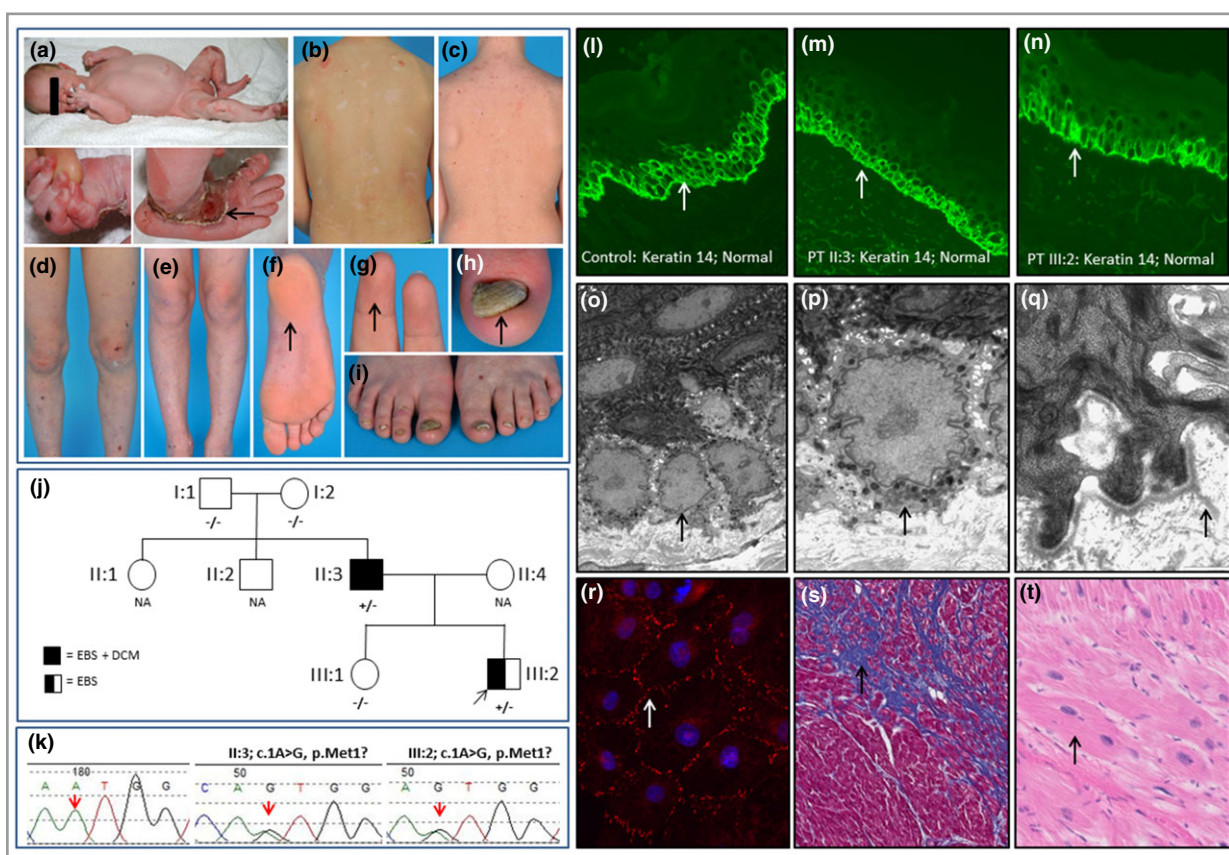 (a)
(b)
(c)
(d)
(e)
(f)
(g)
(h)
(i)
(j)
I:1
I:2
-/-
-/-
II:1
II:2
II:3
II:4
NA
NA
+/-
NA
= EBS + DCM
= EBS
III:1
III:2
-/-
+/-
(k)
II:3; c.1A>G, p.Met1?
III:2; c.1A>G, p.Met1?
180
50
50
A A T G G
C A G T G G
A G T G G
(l)
(m)
(n)
Control: Keratin 14; Normal
PT II:3: Keratin 14; Normal
PT III:2: Keratin 14; Normal
(o)
(p)
(q)
(r)
(s)
(t)